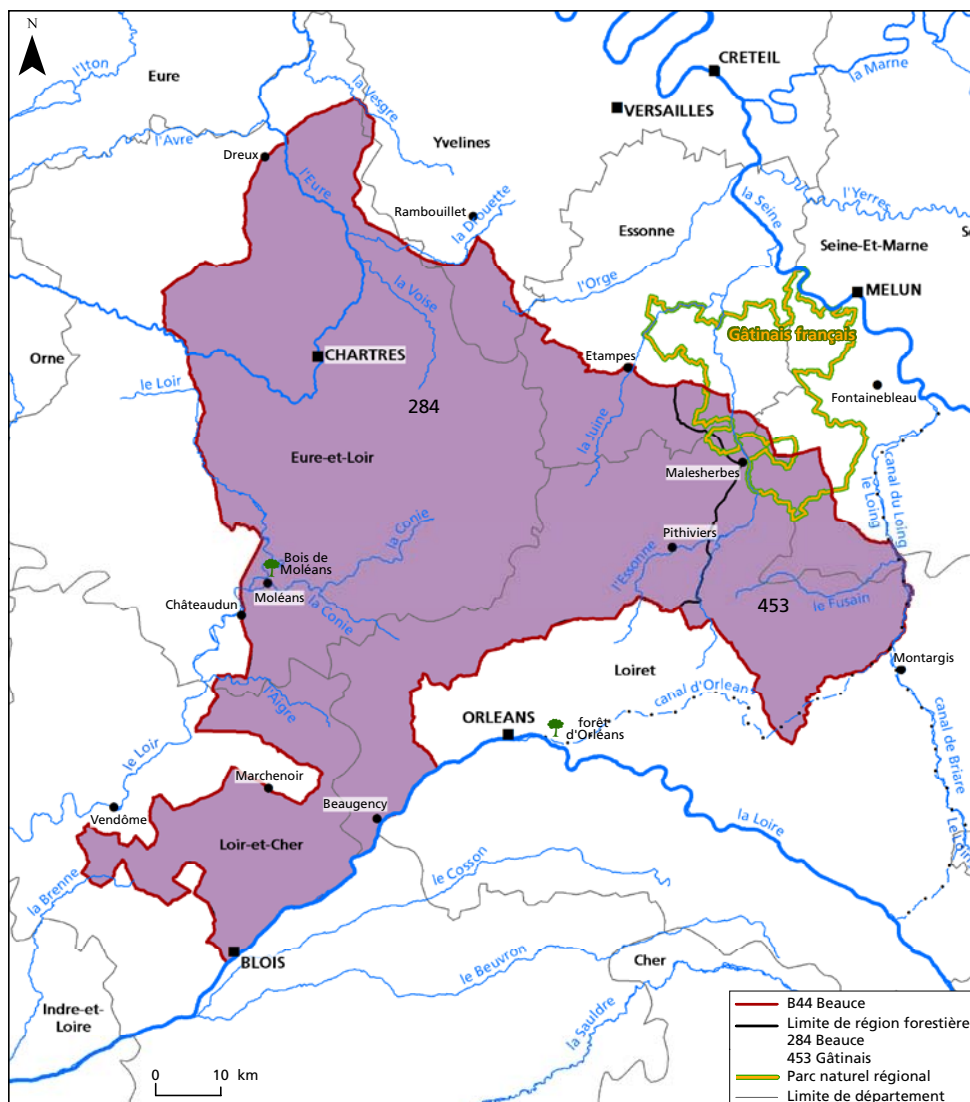 N
l'Iton
Eure
la Vesgre
CRETEIL
la Marne
VERSAILLES
l'Avre
Dreux
Yvelines
l'Eure
Rambouillet
la Drouette
la Seine
l'Yerres
Essonne
Seine-Et-Marne
l'Orge
la Voise
MELUN
Gâtinais français
Orne
CHARTRES
Etampes
le Loir
Fontainebleau
284
la Juine
Eure-et-Loir
Malesherbes
canal du Loing
le Loing
la Conie
Pithiviers
Bois de
Moléans
l'Essonne
Moléans
la Conie
Châteaudun
453
le Fusain
Loiret
Montargis
l'Aigre
canal d'Orlean
ORLEANS
forêt
d'Orléans
le Loir
canal de Briare
Marchenoir
Beaugency
Vendôme
la Loire
Loir-et-Cher
Le Loin
la Brenne
le Cosson
BLOIS
le Beuvron
Cher
Indre-et-
Loire
la Sauldre
0 10 km
B44 Beauce
Limite de région forestière
284 Beauce
453 Gâtinais
Parc naturel régional
Limite de département